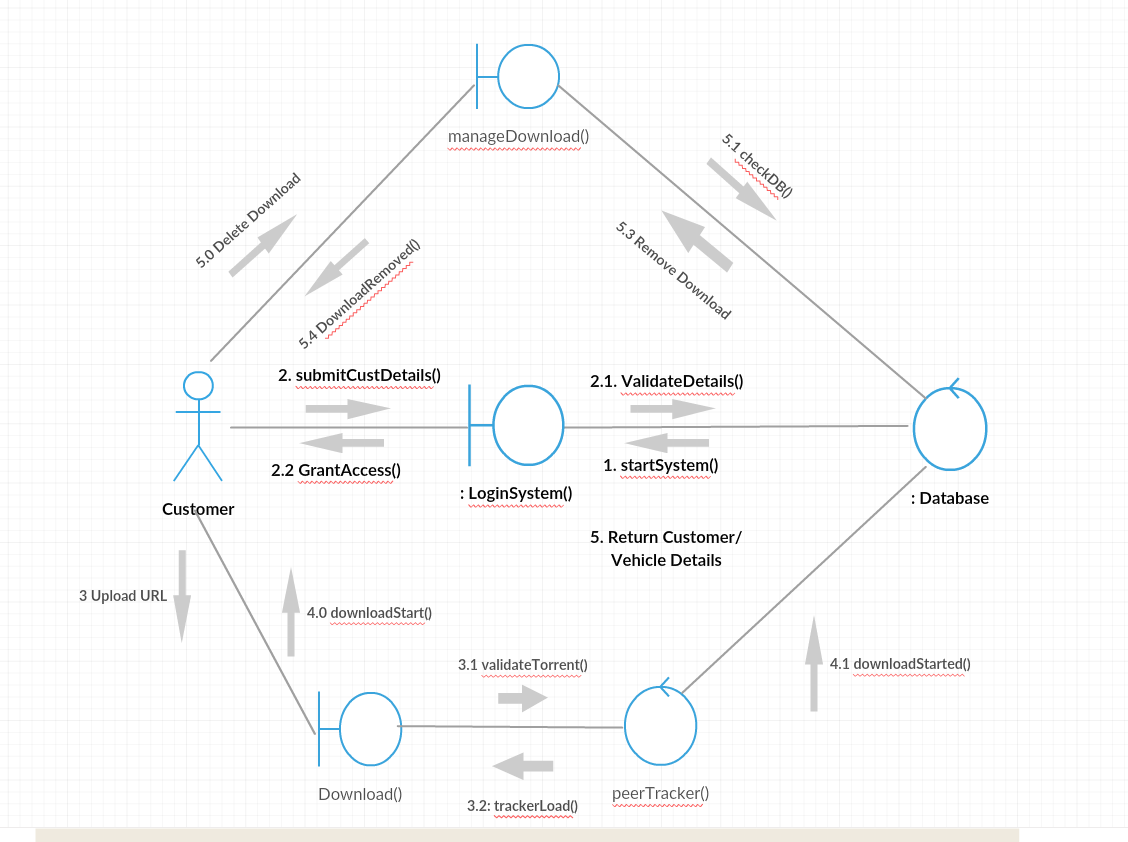 manageDownload()
5.1 checkDB()
5.0 Delete Download
5.3 Remove Download
5.4 DownloadRemoved()
2. submitCustDetails()
2.1. ValidateDetails()
2.2 GrantAccess()
1. startSystem()
: LoginSystem()
: Database
Customer
5. Return Customer/
Vehicle Details
3 Upload URL
4.0 downloadStart()
3.1 validateTorrent()
4.1 downloadStarted()
Download()
peerTracker()
3.2: trackerLoad()